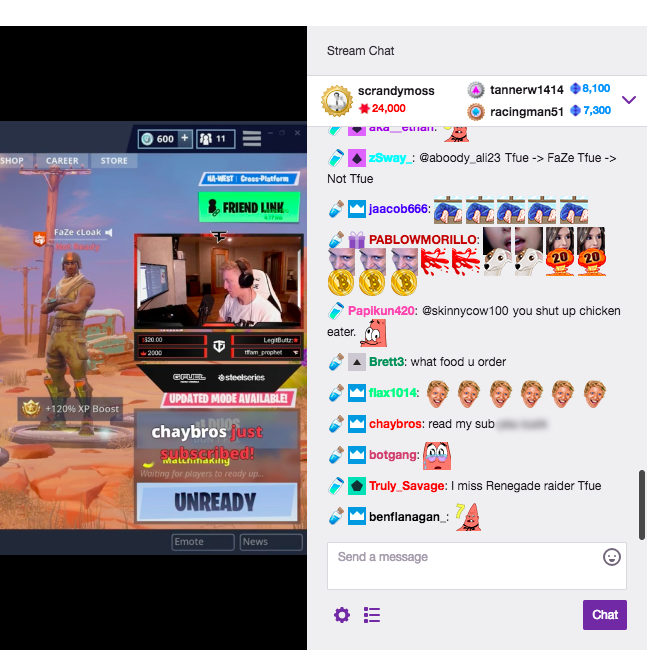 Stream Chat
scrandymoss
24,000
tannerw1414 8,100
racingman51 7,300
aka__ethan:
zSway_: @aboody_ali23 Tfue -> FaZe Tfue ->
Not Tfue
jaacob666:
PABLOWMORILLO:
20 20
Papikun420: @skinnycow100 you shut up chicken
eater.
Brett3: what food u order
flax1014:
chaybros: read my sub
botgang:
Truly_Savage: I miss Renegade raider Tfue
benflanagan_:
Send a message
Chat
600 + 11
SHOP CAREER STORE
NA-WEST | Cross-Platform
FRIEND LINK
FaZe cLoak
:$20.00 LegitButtz:
2000 tffam_prophet
GFUEL steelseries
UPDATED MODE AVAILABLE!
+120% XP Boost
chaybros just
subscribed!
Matchmaking
Waiting for players to ready up...
UNREADY
Emote News